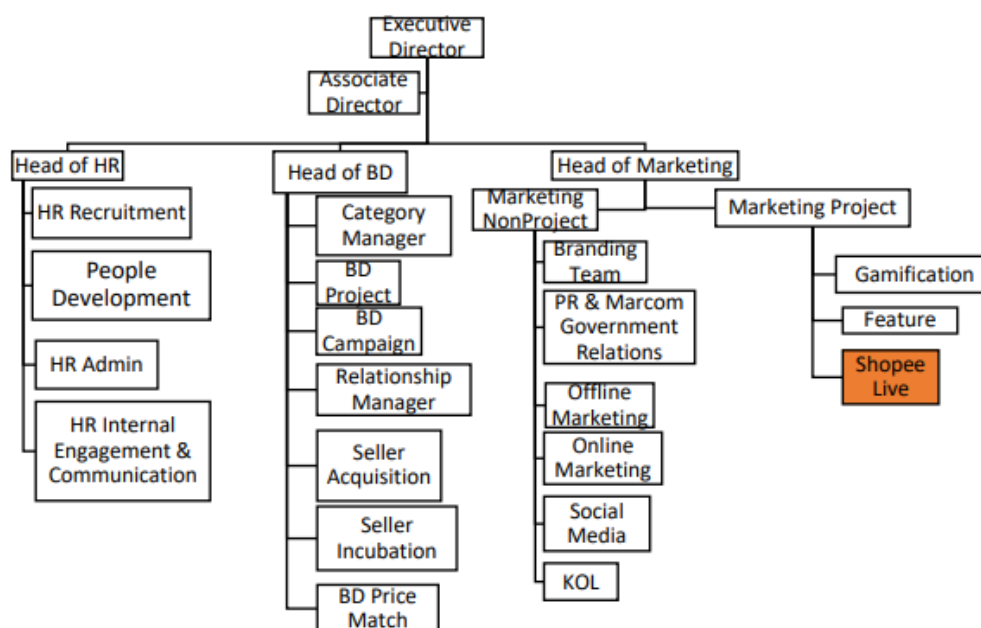 Executive
Director
Associate
Director
Head of HR
HR Recruitment
People
Development
HR Admin
HR Internal
Engagement &
Communication
Head of BD
Category
Manager
BD
Project
BD
Campaign
Relationship
Manager
Seller
Acquisition
Seller
Incubation
BD Price
Match
Head of Marketing
Marketing
NonProject
Branding
Team
PR & Marcom
Government
Relations
Offline
Marketing
Online
Marketing
Social
Media
KOL
Marketing Project
Gamification
Feature
Shopee
Live